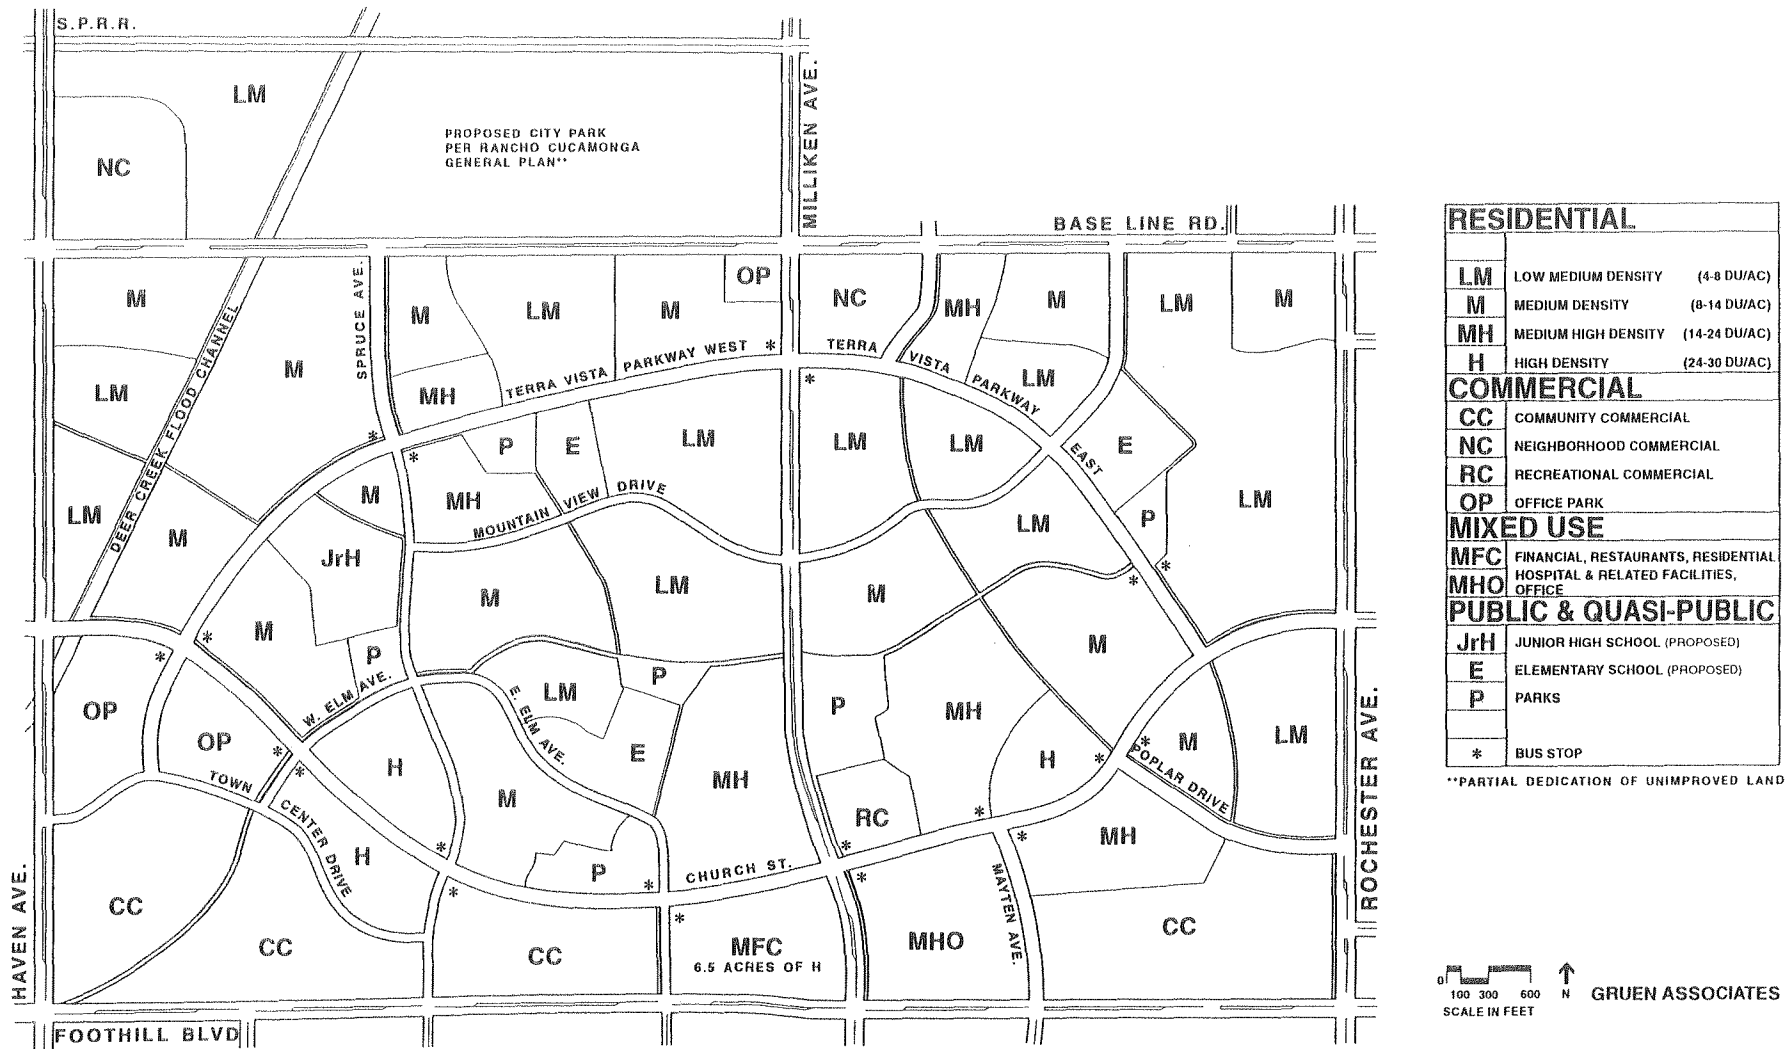 S.P.R.R.
LM
NC
PROPOSED CITY PARK
PER RANCHO CUCAMONGA
GENERAL PLAN**
MILLIKEN AVE.
BASE LINE RD.
M
LM
LM
DEER CREEK FLOOD CHANNEL
M
M
SPRUCE AVE.
M
LM
M
OP
MH
TERRA VISTA PARKWAY WEST *
NC
MH
M
LM
M
TERRA VISTA PARKWAY EAST
LM
*
*
*
P
E
LM
LM
LM
E
M
MH
MOUNTAIN VIEW DRIVE
LM
P
LM
JrH
M
LM
M
*
*
M
*
*
M
P
W. ELM AVE.
LM
P
E. ELM AVE.
E
P
MH
OP
OP
*
*
H
M
MH
H
*
*
M
LM
POPLAR DRIVE
TOWN CENTER DRIVE
H
*
*
P
*
CHURCH ST.
RC
*
*
*
*
MH
MAYTEN AVE.
CC
CC
CC
*
MFC
6.5 ACRES OF H
MHO
CC
HAVEN AVE.
ROCHESTER AVE.
FOOTHILL BLVD
RESIDENTIAL
LM LOW MEDIUM DENSITY (4-8 DU/AC)
M MEDIUM DENSITY (8-14 DU/AC)
MH MEDIUM HIGH DENSITY (14-24 DU/AC)
H HIGH DENSITY (24-30 DU/AC)
COMMERCIAL
CC COMMUNITY COMMERCIAL
NC NEIGHBORHOOD COMMERCIAL
RC RECREATIONAL COMMERCIAL
OP OFFICE PARK
MIXED USE
MFC FINANCIAL, RESTAURANTS, RESIDENTIAL
MHO HOSPITAL & RELATED FACILITIES,
OFFICE
PUBLIC & QUASI-PUBLIC
JrH JUNIOR HIGH SCHOOL (PROPOSED)
E ELEMENTARY SCHOOL (PROPOSED)
P PARKS
* BUS STOP
**PARTIAL DEDICATION OF UNIMPROVED LAND
0 100 300 600
SCALE IN FEET
N
GRUEN ASSOCIATES